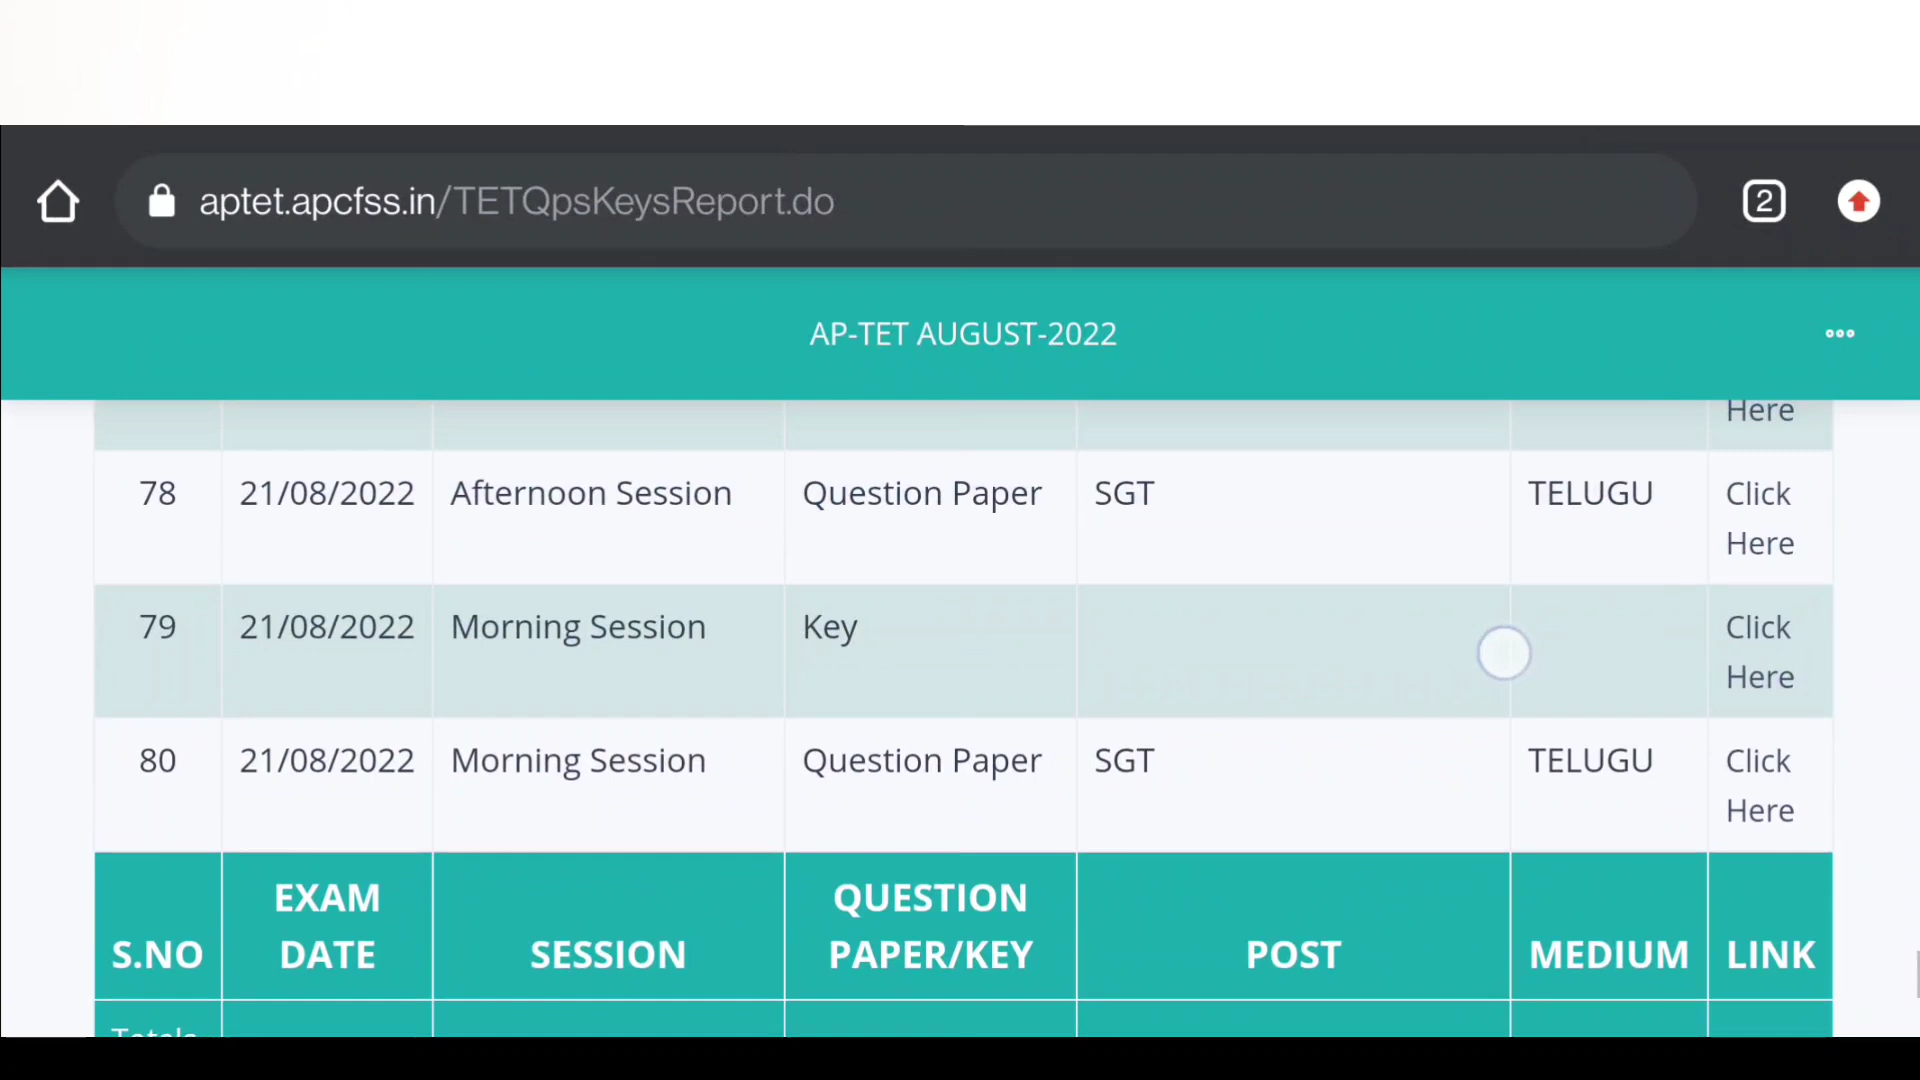 aptet.apcfss.in/TETQpsKeysReport.do 2
AP-TET AUGUST-2022
Here
78 21/08/2022 Afternoon Session Question Paper SGT TELUGU Click
Here
79 21/08/2022 Morning Session Key Click
Here
80 21/08/2022 Morning Session Question Paper SGT TELUGU Click
Here
EXAM QUESTION
S.NO DATE SESSION PAPER/KEY POST MEDIUM LINK
Totals